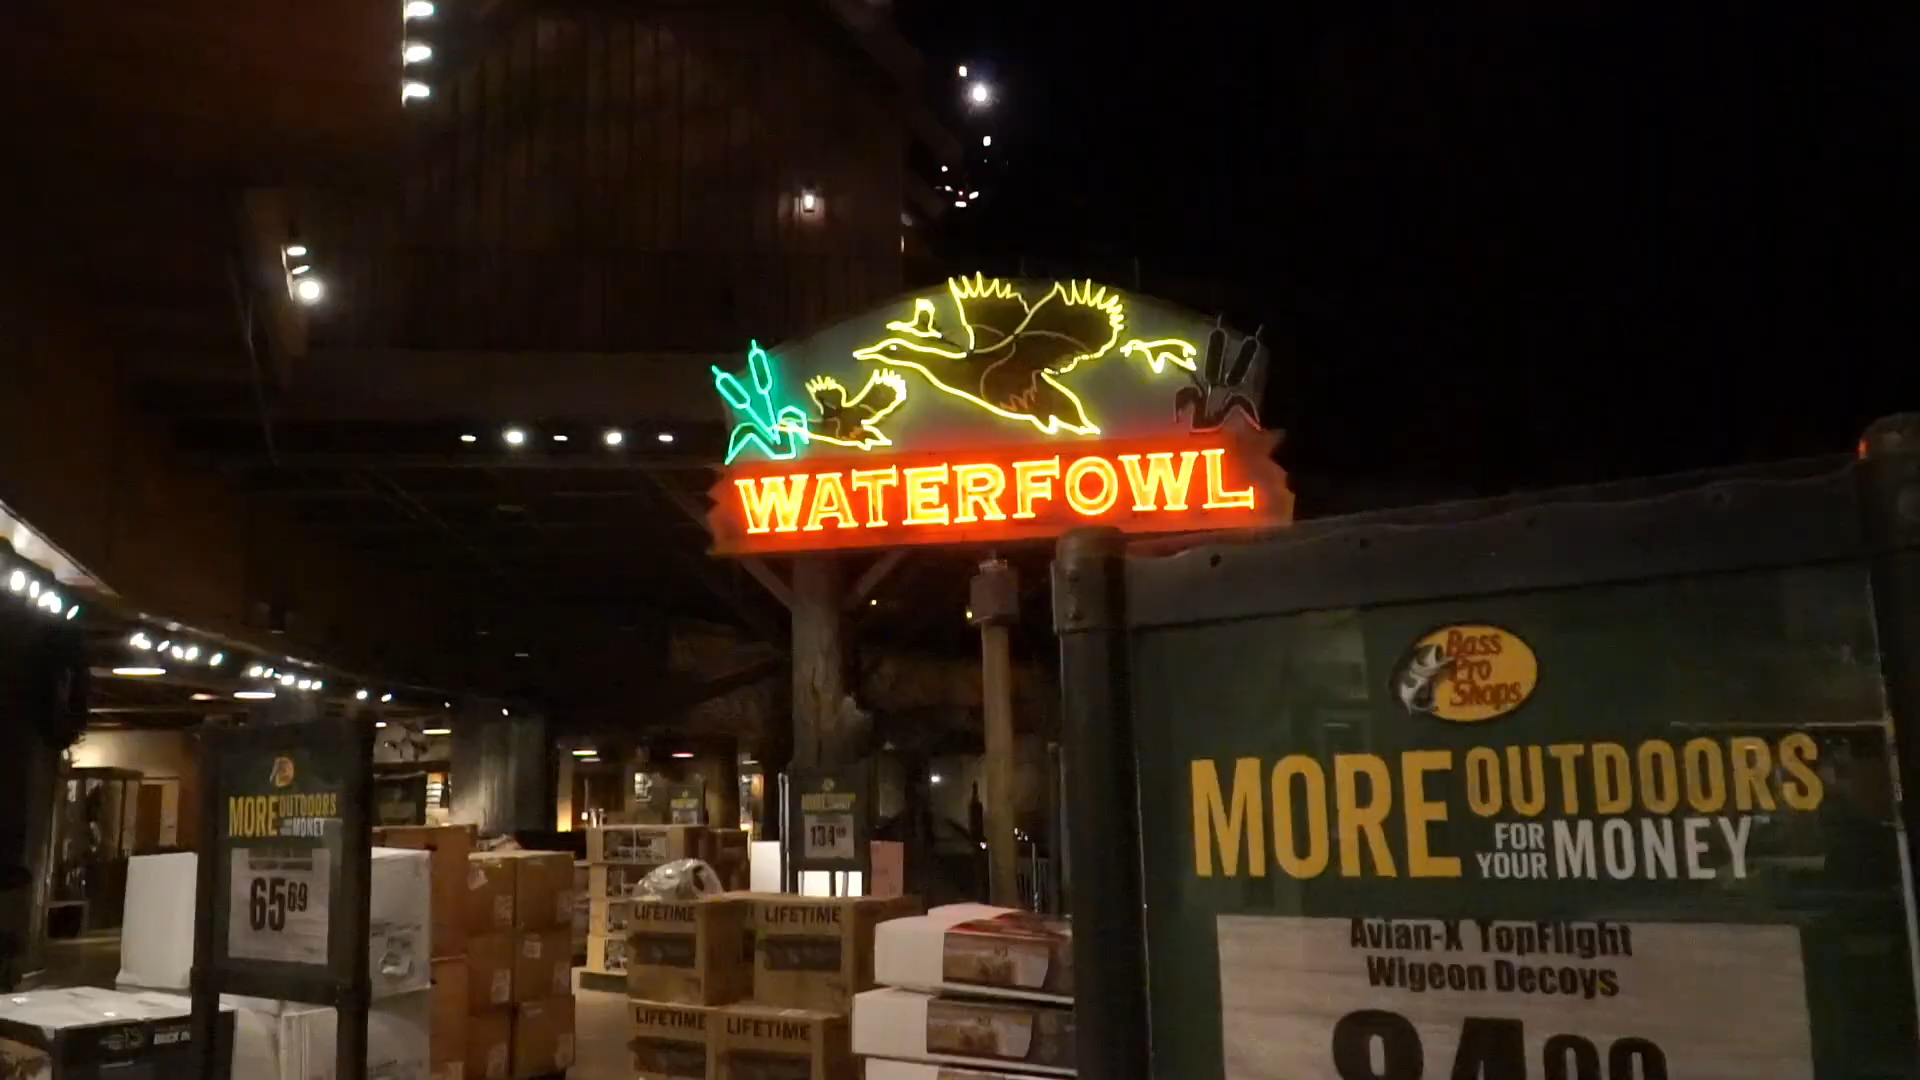 WATERFOWL
Bass
Pro
Shops
MORE OUTDOORS
FOR
YOUR MONEY™
Avian-X TopFlight
Wigeon Decoys
MORE OUTDOORS
MONEY
65 69
134
LIFETIME
LIFETIME
LIFETIME
LIFETIME